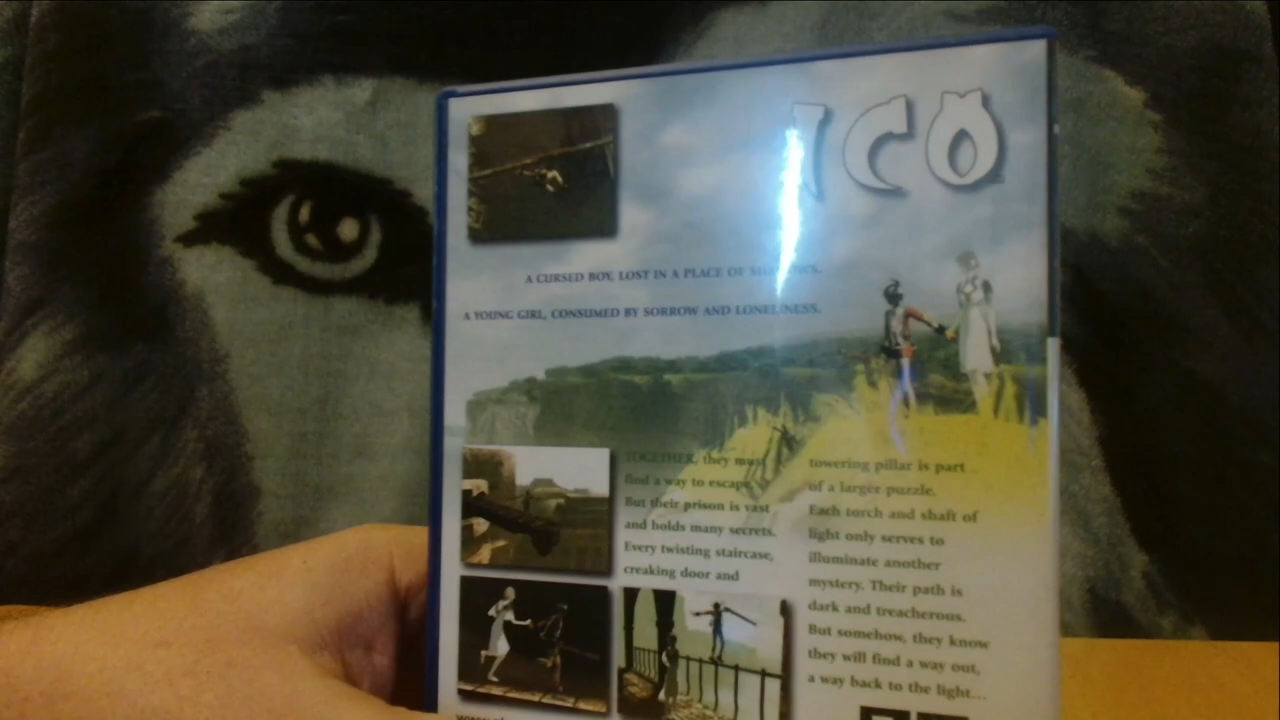 ICO
A CURSED BOY, LOST IN A PLACE OF SHADOWS.
A YOUNG GIRL, CONSUMED BY SORROW AND LONELINESS.
TOGETHER, they must
find a way to escape.
But their prison is vast
and holds many secrets.
Every twisting staircase,
creaking door and
towering pillar is part
of a larger puzzle.
Each torch and shaft of
light only serves to
illuminate another
mystery. Their path is
dark and treacherous.
But somehow, they know
they will find a way out,
a way back to the light...